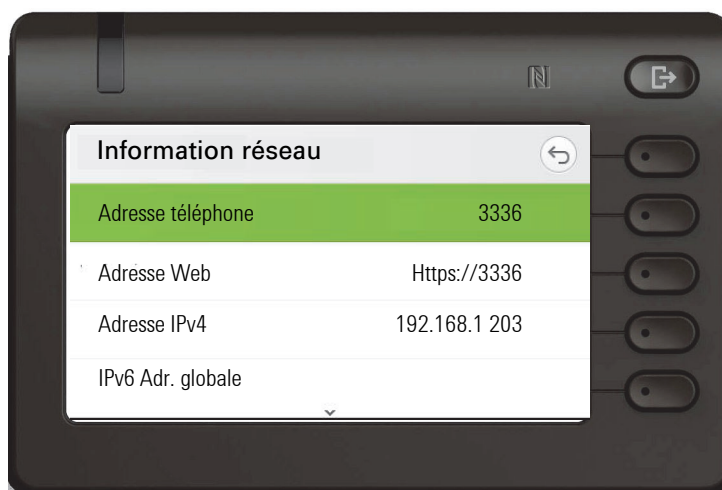 Information réseau
Adresse téléphone 3336
Adresse Web Https://3336
Adresse IPv4 192.168.1 203
IPv6 Adr. globale